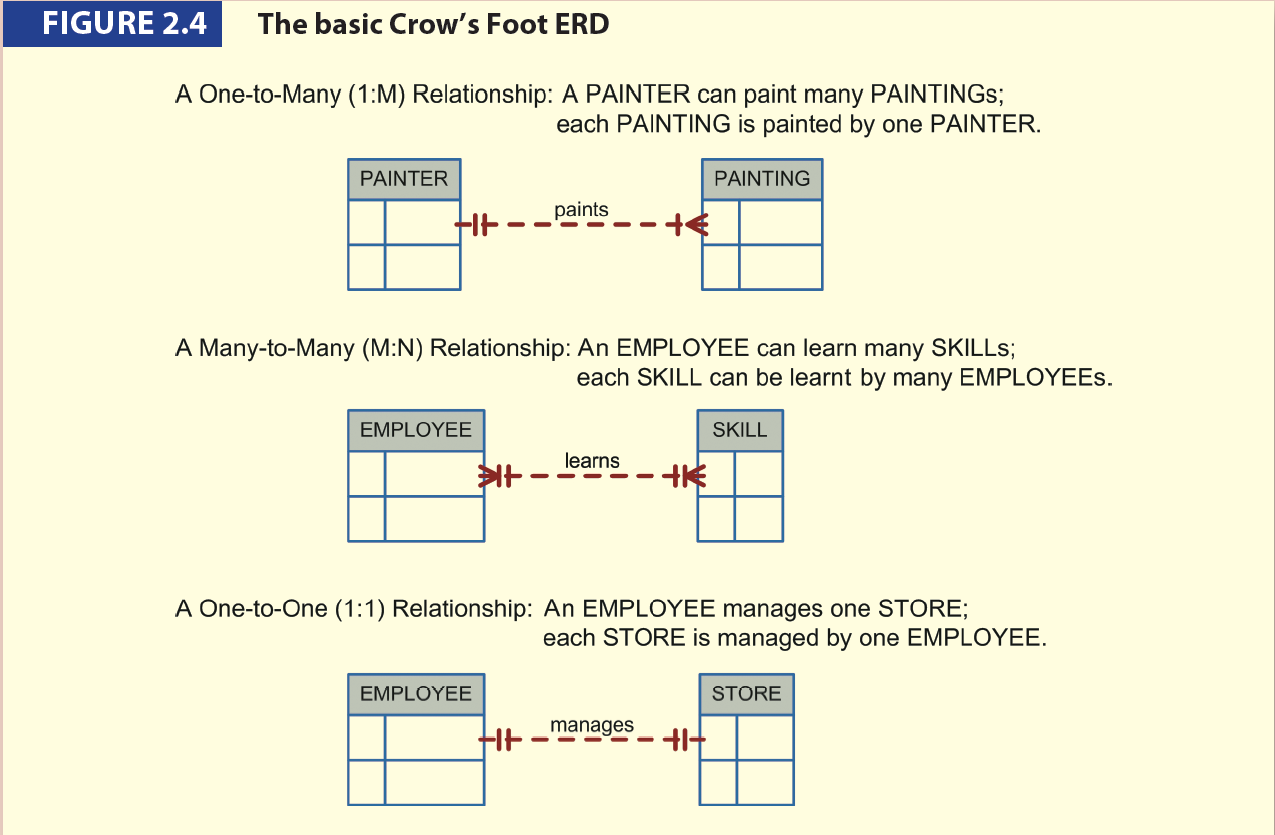 FIGURE 2.4 The basic Crow's Foot ERD
A One-to-Many (1:M) Relationship: A PAINTER can paint many PAINTINGs;
each PAINTING is painted by one PAINTER.
PAINTER
PAINTING
paints
A Many-to-Many (M:N) Relationship: An EMPLOYEE can learn many SKILLs;
each SKILL can be learnt by many EMPLOYEEs.
EMPLOYEE
SKILL
learns
A One-to-One (1:1) Relationship: An EMPLOYEE manages one STORE;
each STORE is managed by one EMPLOYEE.
EMPLOYEE
STORE
manages